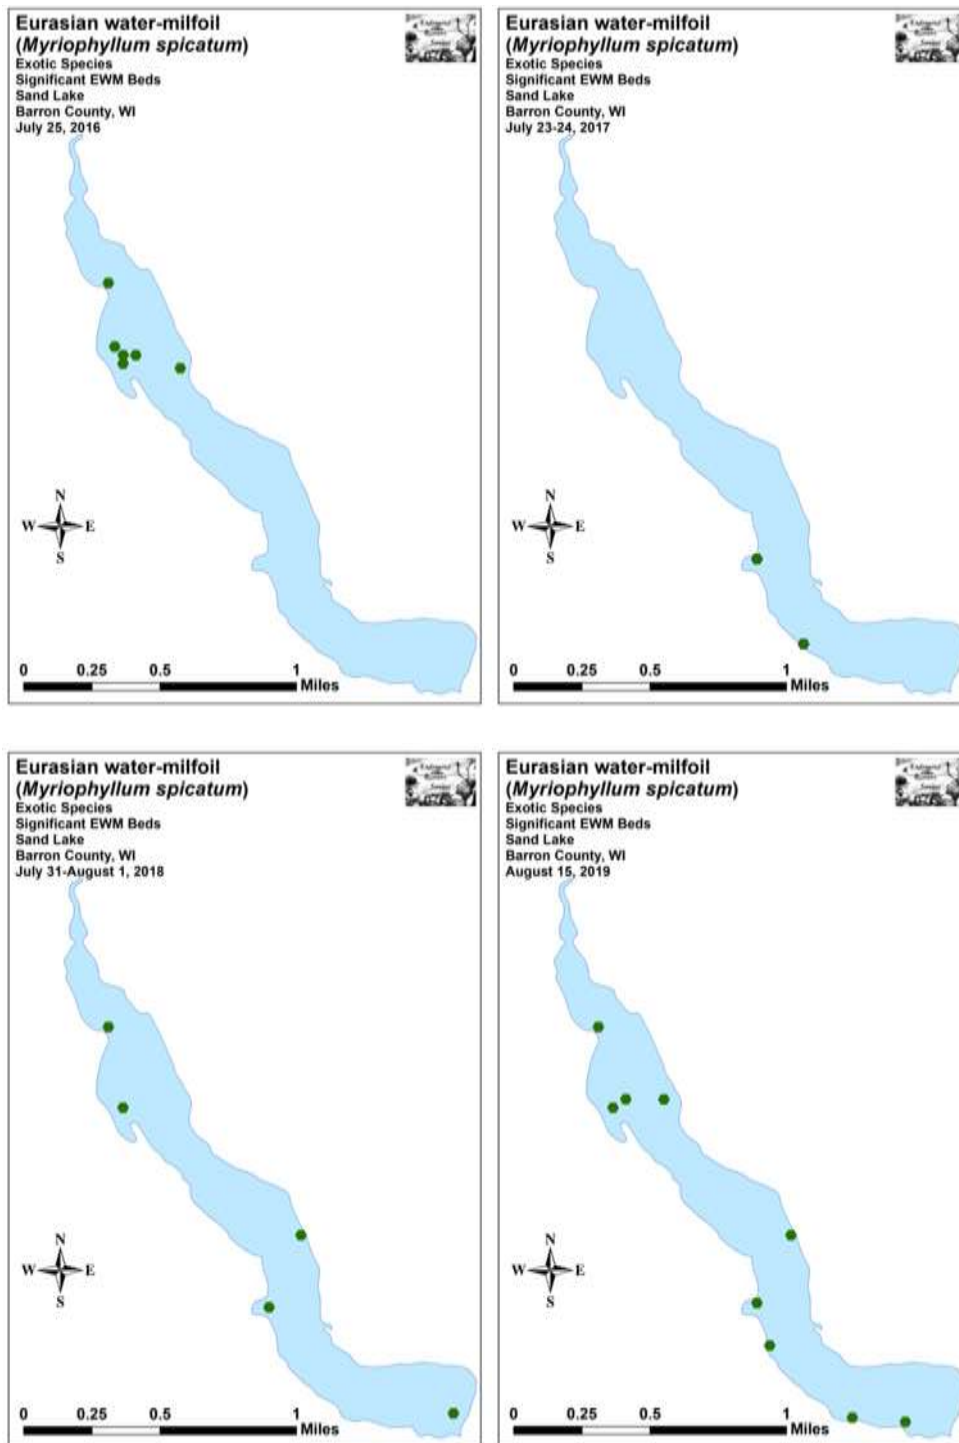 Eurasian water-milfoil
(Myriophyllum spicatum)
Exotic Species
Significant EWM Beds
Sand Lake
Barron County, WI
July 25, 2016
N
W E
S
0 0.25 0.5 1
Miles
Eurasian water-milfoil
(Myriophyllum spicatum)
Exotic Species
Significant EWM Beds
Sand Lake
Barron County, WI
July 23-24, 2017
N
W E
S
0 0.25 0.5 1
Miles
Eurasian water-milfoil
(Myriophyllum spicatum)
Exotic Species
Significant EWM Beds
Sand Lake
Barron County, WI
July 31-August 1, 2018
N
W E
S
0 0.25 0.5 1
Miles
Eurasian water-milfoil
(Myriophyllum spicatum)
Exotic Species
Significant EWM Beds
Sand Lake
Barron County, WI
August 15, 2019
N
W E
S
0 0.25 0.5 1
Miles